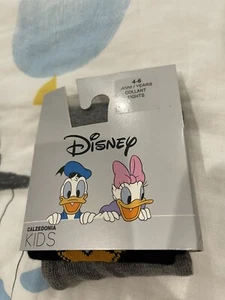 4-6
ANNI / YEARS
COLLANT
TIGHTS
Disney
CALZEDONIA
KIDS